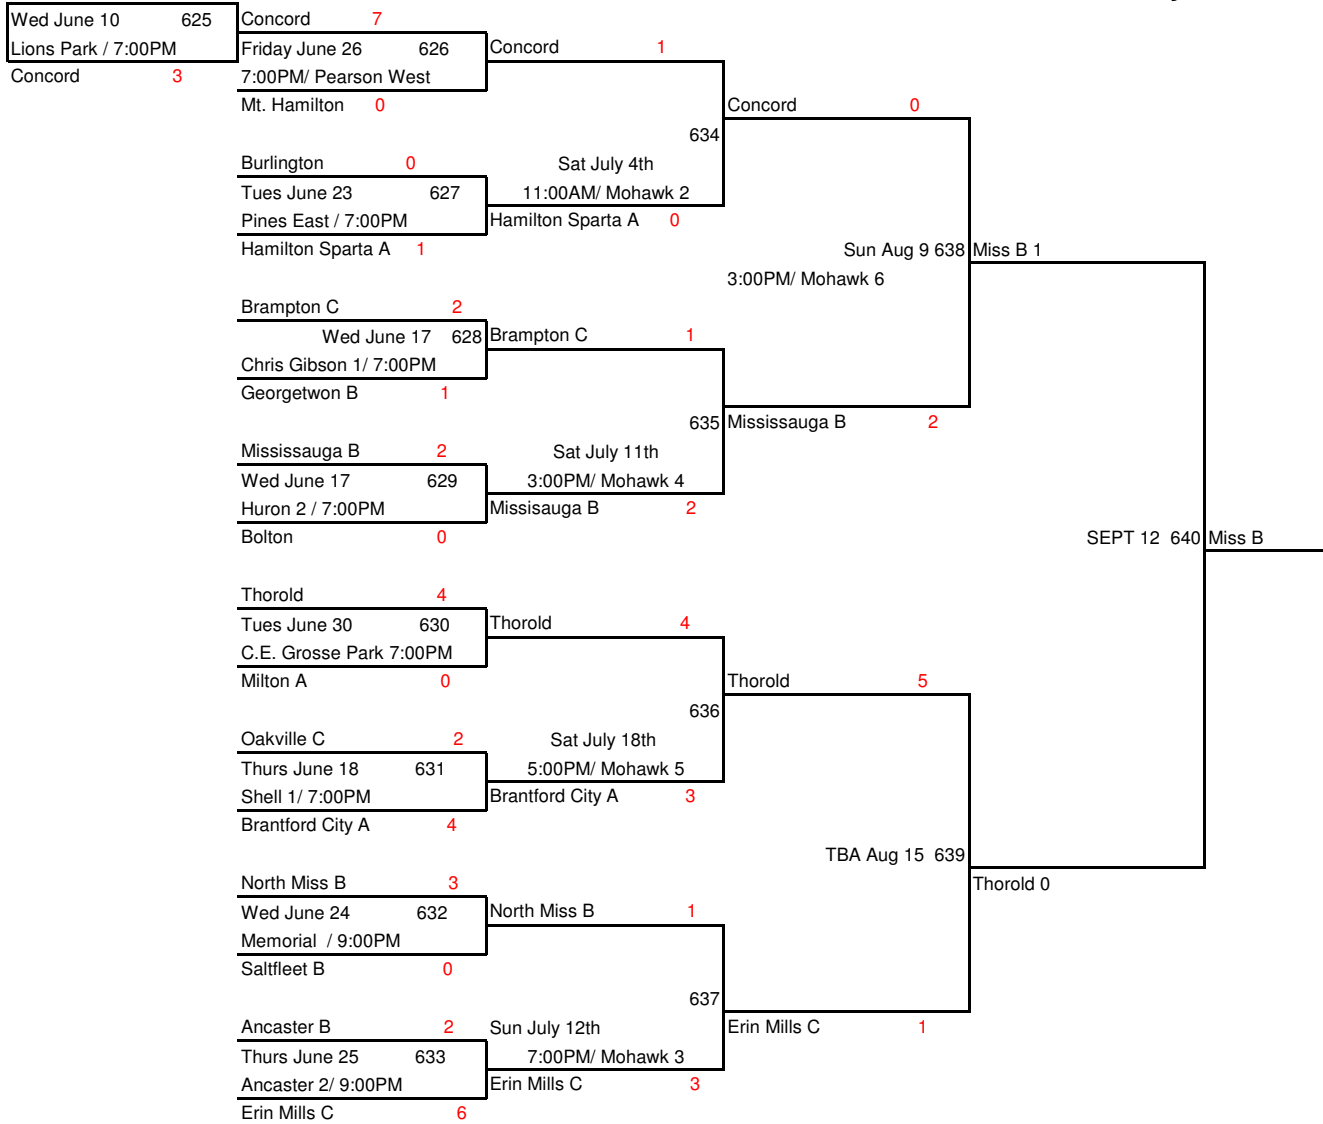 Wed June 10 625
Lions Park / 7:00PM
Concord 3
Concord 7
Friday June 26 626
7:00PM/ Pearson West
Mt. Hamilton 0
Burlington 0
Tues June 23 627
Pines East / 7:00PM
Hamilton Sparta A 1
Brampton C 2
Wed June 17 628
Chris Gibson 1/ 7:00PM
Georgetwon B 1
Mississauga B 2
Wed June 17 629
Huron 2 / 7:00PM
Bolton 0
Thorold 4
Tues June 30 630
C.E. Grosse Park 7:00PM
Milton A 0
Oakville C 2
Thurs June 18 631
Shell 1/ 7:00PM
Brantford City A 4
North Miss B 3
Wed June 24 632
Memorial / 9:00PM
Saltfleet B 0
Ancaster B 2
Thurs June 25 633
Ancaster 2/ 9:00PM
Erin Mills C 6
Concord 1
634
Sat July 4th
11:00AM/ Mohawk 2
Hamilton Sparta A 0
Brampton C 1
635
Sat July 11th
3:00PM/ Mohawk 4
Missisauga B 2
Thorold 4
636
Sat July 18th
5:00PM/ Mohawk 5
Brantford City A 3
North Miss B 1
637
Sun July 12th
7:00PM/ Mohawk 3
Erin Mills C 3
Concord 0
Sun Aug 9 638
3:00PM/ Mohawk 6
Mississauga B 2
Thorold 5
TBA Aug 15 639
Erin Mills C 1
Miss B 1
SEPT 12 640
Thorold 0
Miss B